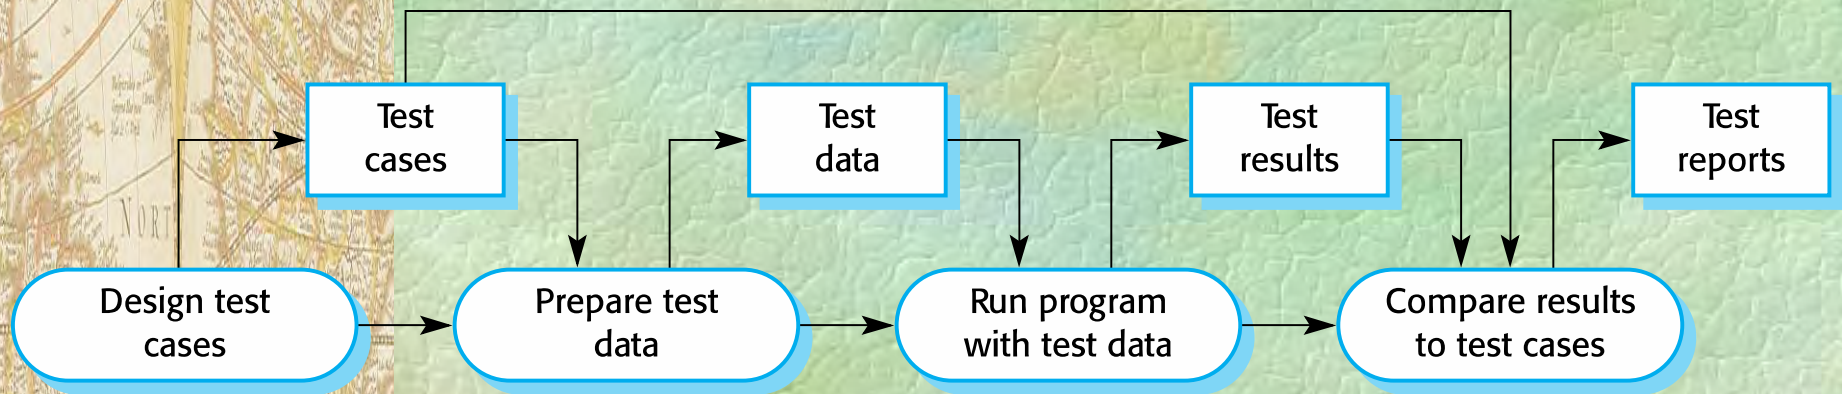 Test
cases
Test
data
Test
results
Test
reports
NORT
Design test
cases
Prepare test
data
Run program
with test data
Compare results
to test cases